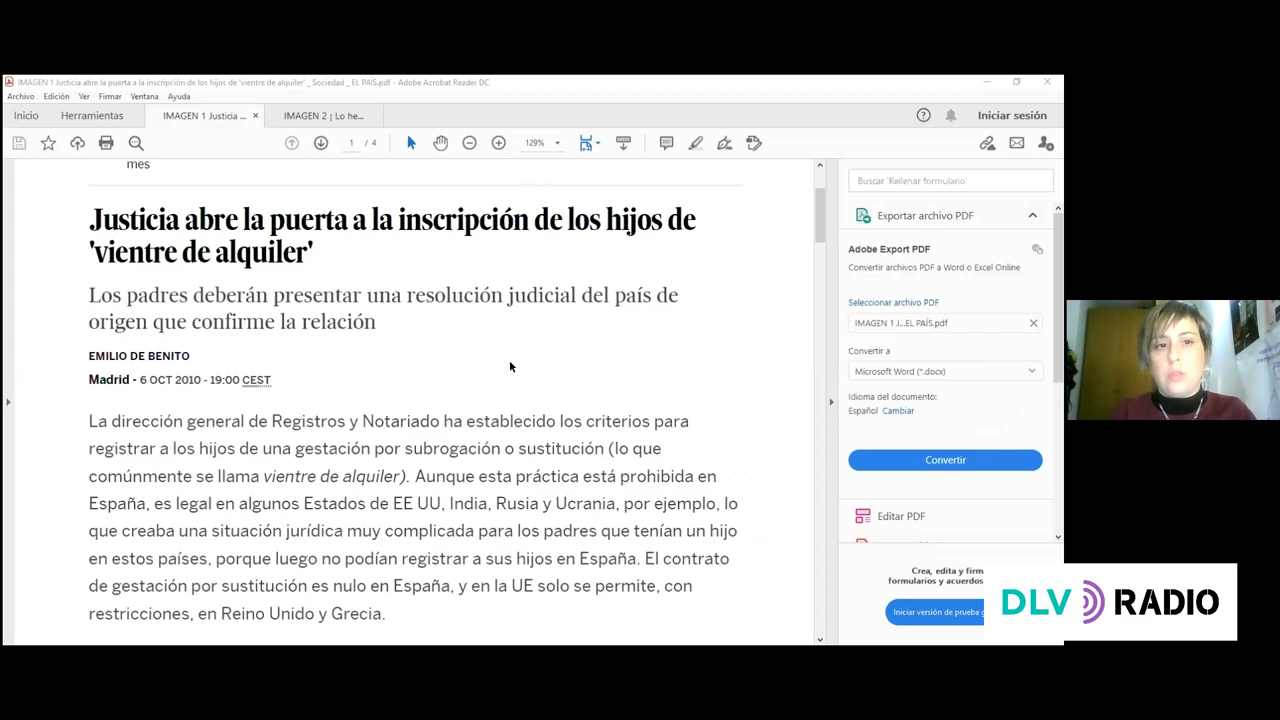 IMAGEN 1 Justicia abre la puerta a la inscripción de los hijos de 'vientre de alquiler' _ Sociedad _ EL PAÍS.pdf - Adobe Acrobat Reader DC
Archivo Edición Ver Firmar Ventana Ayuda
Inicio Herramientas IMAGEN 1 Justicia ... × IMAGEN 2 ¡ Lo he... Iniciar sesión
1 / 4 129%
mes
Justicia abre la puerta a la inscripción de los hijos de
'vientre de alquiler'
Los padres deberán presentar una resolución judicial del país de
origen que confirme la relación
EMILIO DE BENITO
Madrid - 6 OCT 2010 - 19:00 CEST
La dirección general de Registros y Notariado ha establecido los criterios para
registrar a los hijos de una gestación por subrogación o sustitución (lo que
comúnmente se llama vientre de alquiler). Aunque esta práctica está prohibida en
España, es legal en algunos Estados de EE UU, India, Rusia y Ucrania, por ejemplo, lo
que creaba una situación jurídica muy complicada para los padres que tenían un hijo
en estos países, porque luego no podían registrar a sus hijos en España. El contrato
de gestación por sustitución es nulo en España, y en la UE solo se permite, con
restricciones, en Reino Unido y Grecia.
Buscar 'Rellenar formulario'
Exportar archivo PDF
Adobe Export PDF
Convertir archivos PDF a Word o Excel Online
Seleccionar archivo PDF
IMAGEN 1 J...EL PAÍS.pdf
Convertir a
Microsoft Word (*.docx)
Idioma del documento:
Español Cambiar
Convertir
Editar PDF
Crea, edita y firm
formularios y acuerdos
Iniciar versión de prueba g
DLV RADIO